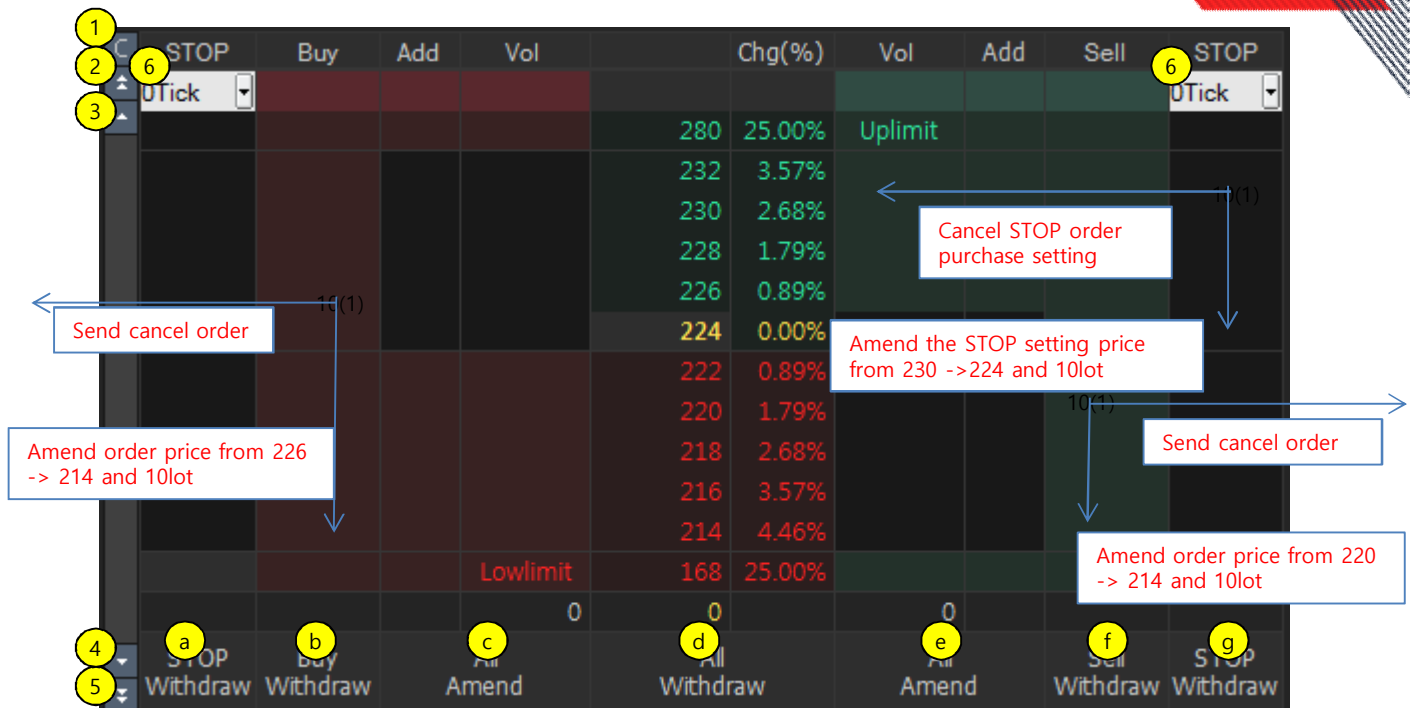 1
C STOP Buy Add Vol Chg(%) Vol Add Sell STOP
2 6 6
0Tick 0Tick
3
280 25.00% Uplimit
232 3.57%
10(1)
230 2.68%
Cancel STOP order
purchase setting
228 1.79%
226 0.89%
10(1)
Send cancel order
224 0.00%
Amend the STOP setting price
from 230 ->224 and 10lot
222 0.89%
220 1.79%
10(1)
Send cancel order
Amend order price from 226
-> 214 and 10lot
218 2.68%
216 3.57%
214 4.46%
Amend order price from 220
-> 214 and 10lot
Lowlimit 168 25.00%
0 0 0
4 a b c d e f g
STOP Buy All All All Sell STOP
5 Withdraw Withdraw Amend Withdraw Amend Withdraw Withdraw